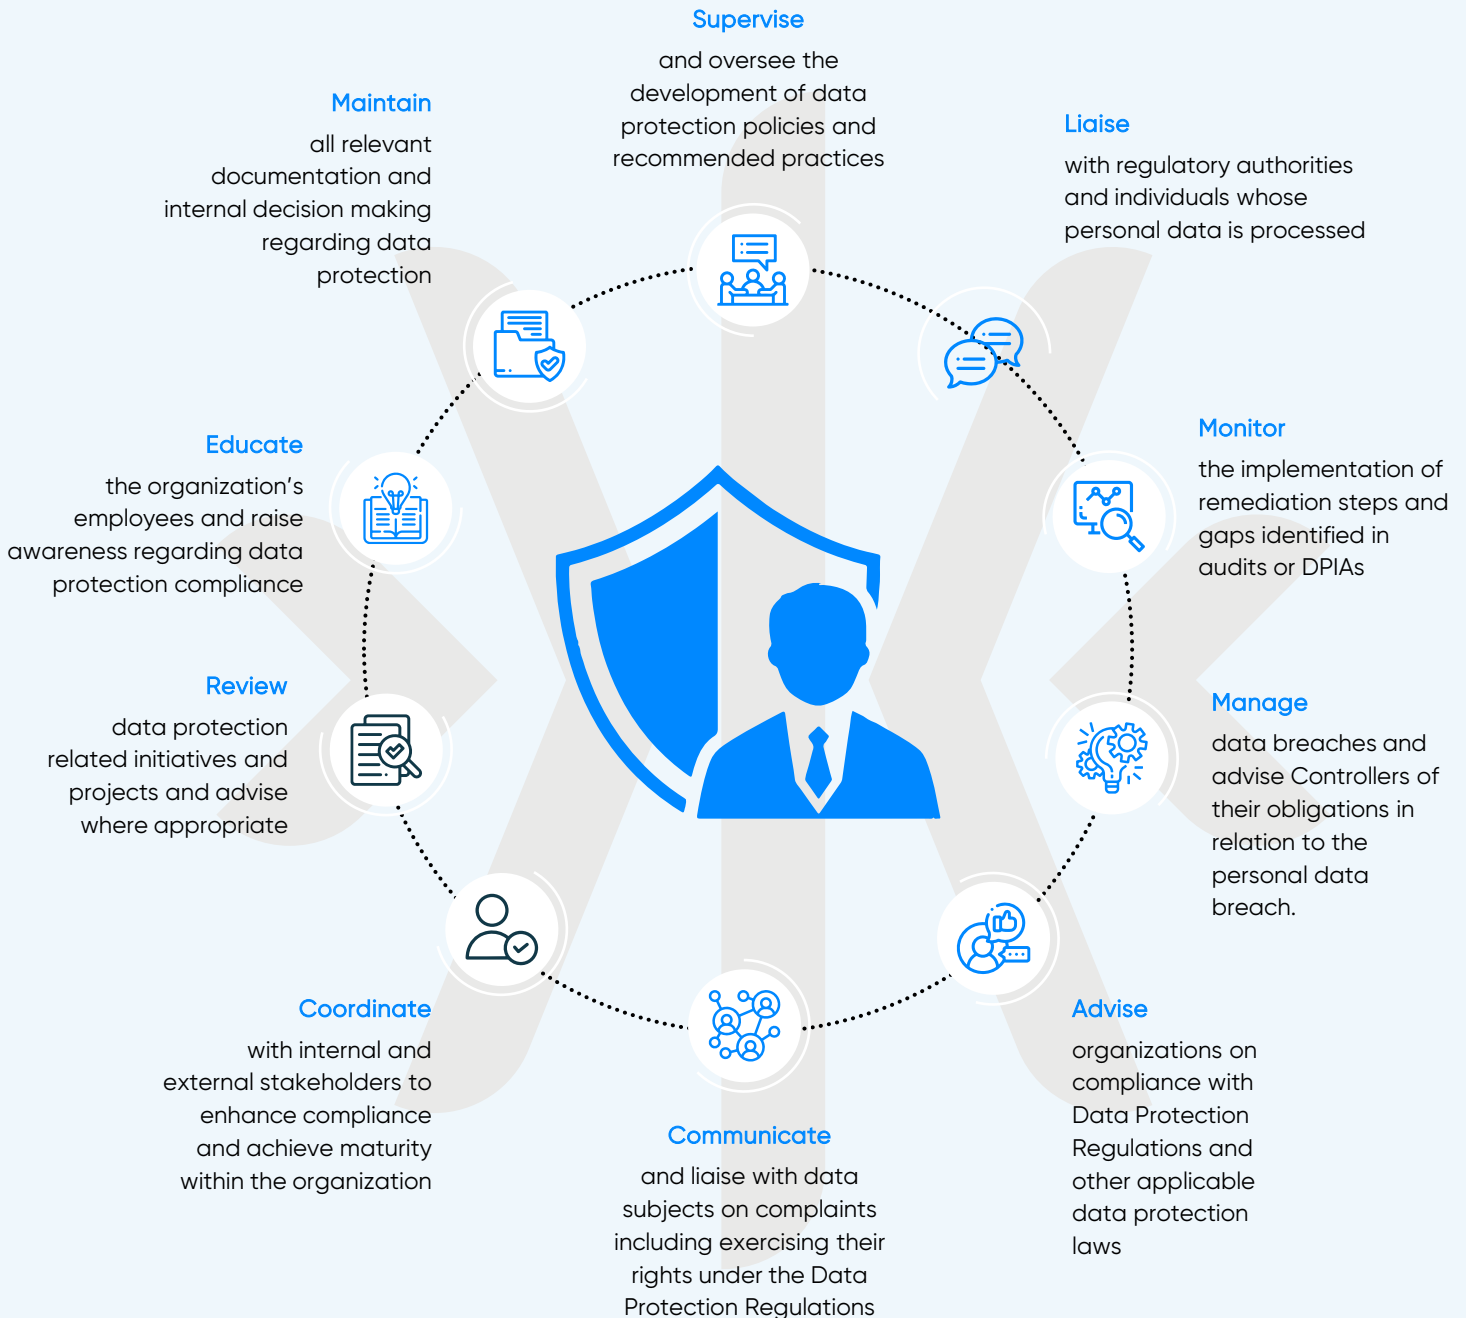 Supervise
and oversee the
development of data
protection policies and
recommended practices
Liaise
with regulatory authorities
and individuals whose
personal data is processed
Monitor
the implementation of
remediation steps and
gaps identified in
audits or DPIAs
Manage
data breaches and
advise Controllers of
their obligations in
relation to the
personal data
breach.
Advise
organizations on
compliance with
Data Protection
Regulations and
other applicable
data protection
laws
Communicate
and liaise with data
subjects on complaints
including exercising their
rights under the Data
Protection Regulations
Coordinate
with internal and
external stakeholders to
enhance compliance
and achieve maturity
within the organization
Review
data protection
related initiatives and
projects and advise
where appropriate
Educate
the organization’s
employees and raise
awareness regarding data
protection compliance
Maintain
all relevant
documentation and
internal decision making
regarding data
protection